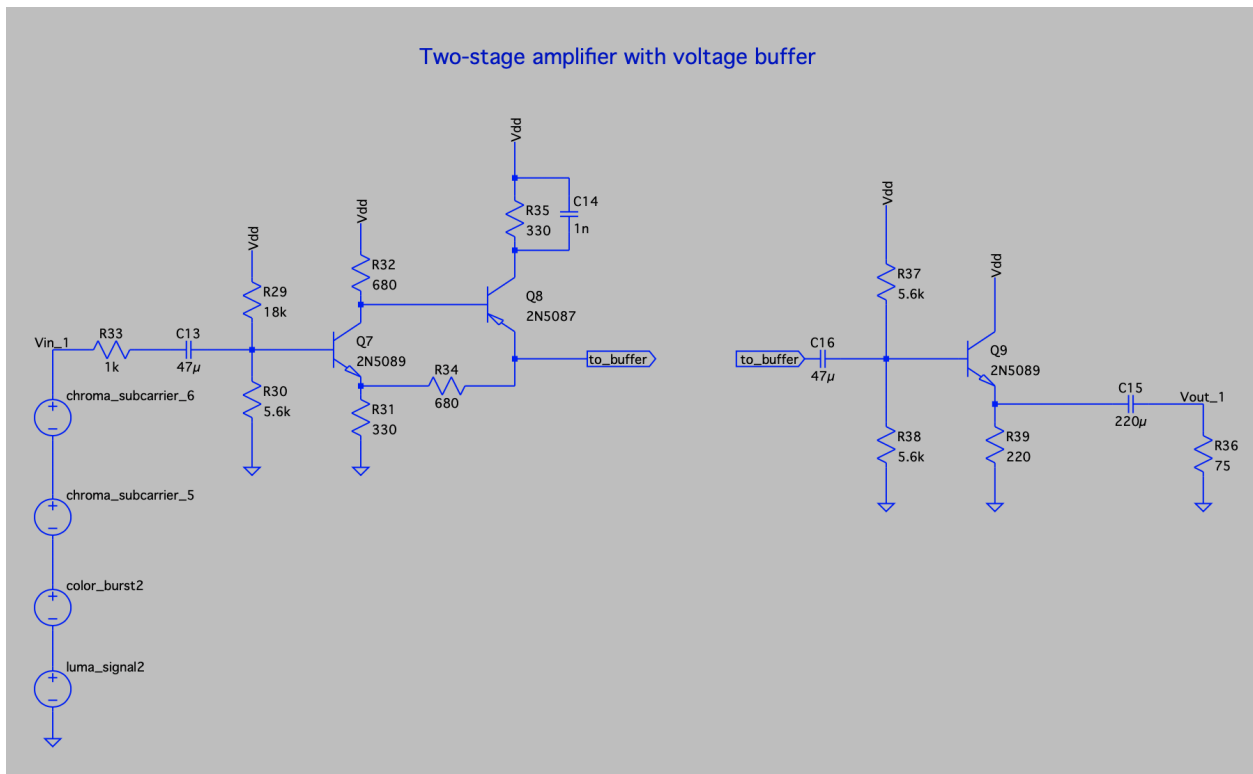 Two-stage amplifier with voltage buffer
Vdd
R35
330
C14
1n
Vdd
R32
680
Vdd
R29
18k
Q8
2N5087
Vin_1
R33
1k
C13
47µ
Q7
2N5089
to_buffer
R34
680
R30
5.6k
R31
330
chroma_subcarrier_6
+
−
chroma_subcarrier_5
+
−
color_burst2
+
−
luma_signal2
+
−
Vdd
R37
5.6k
Vdd
to_buffer
C16
47µ
Q9
2N5089
C15
220µ
Vout_1
R38
5.6k
R39
220
R36
75